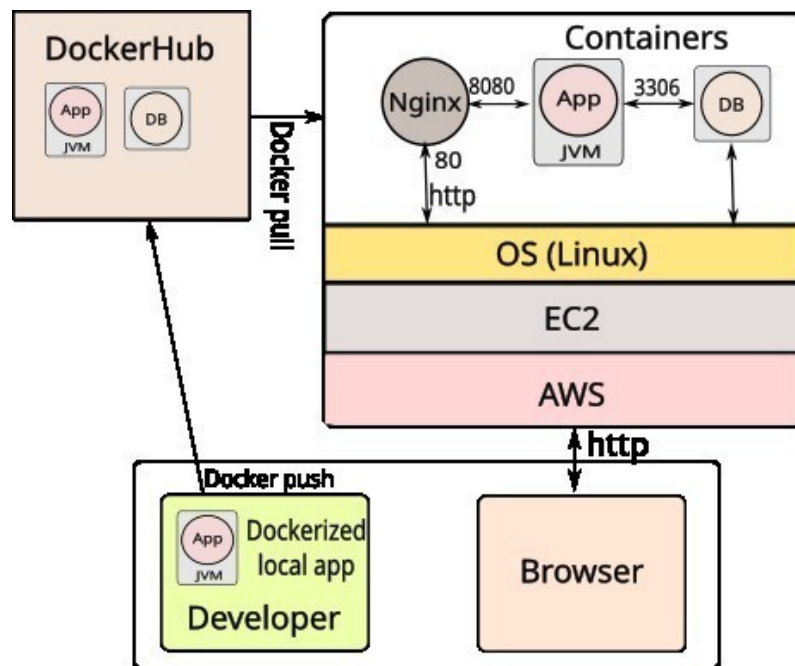 DockerHub
App
JVM
DB
Docker pull
Containers
Nginx
8080
App
JVM
3306
DB
80
http
OS (Linux)
EC2
AWS
http
Docker push
App
JVM
Dockerized
local app
Developer
Browser